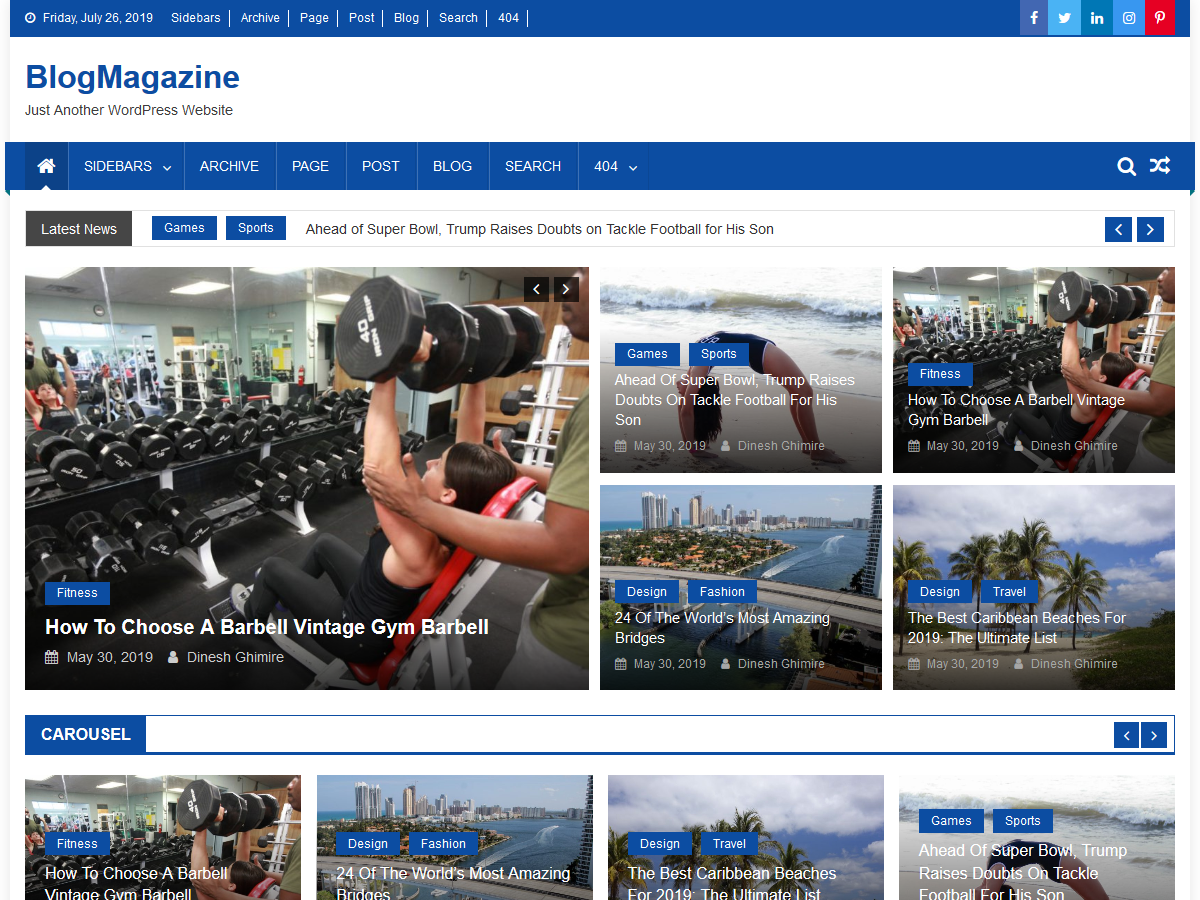 Friday, July 26, 2019 Sidebars Archive Page Post Blog Search 404
BlogMagazine
Just Another WordPress Website
SIDEBARS ARCHIVE PAGE POST BLOG SEARCH 404
Latest News Games Sports Ahead of Super Bowl, Trump Raises Doubts on Tackle Football for His Son
40
IRON GRIP
Fitness
How To Choose A Barbell Vintage Gym Barbell
May 30, 2019 Dinesh Ghimire
Games Sports
Ahead Of Super Bowl, Trump Raises
Doubts On Tackle Football For His
Son
May 30, 2019 Dinesh Ghimire
Fitness
How To Choose A Barbell Vintage
Gym Barbell
May 30, 2019 Dinesh Ghimire
Design Fashion
24 Of The World’s Most Amazing
Bridges
May 30, 2019 Dinesh Ghimire
Design Travel
The Best Caribbean Beaches For
2019: The Ultimate List
May 30, 2019 Dinesh Ghimire
CAROUSEL
Fitness
How To Choose A Barbell
Vintage Gym Barbell
Design Fashion
24 Of The World’s Most Amazing
Bridges
Design Travel
The Best Caribbean Beaches
For 2019: The Ultimate List
Games Sports
Ahead Of Super Bowl, Trump
Raises Doubts On Tackle
Football For His Son